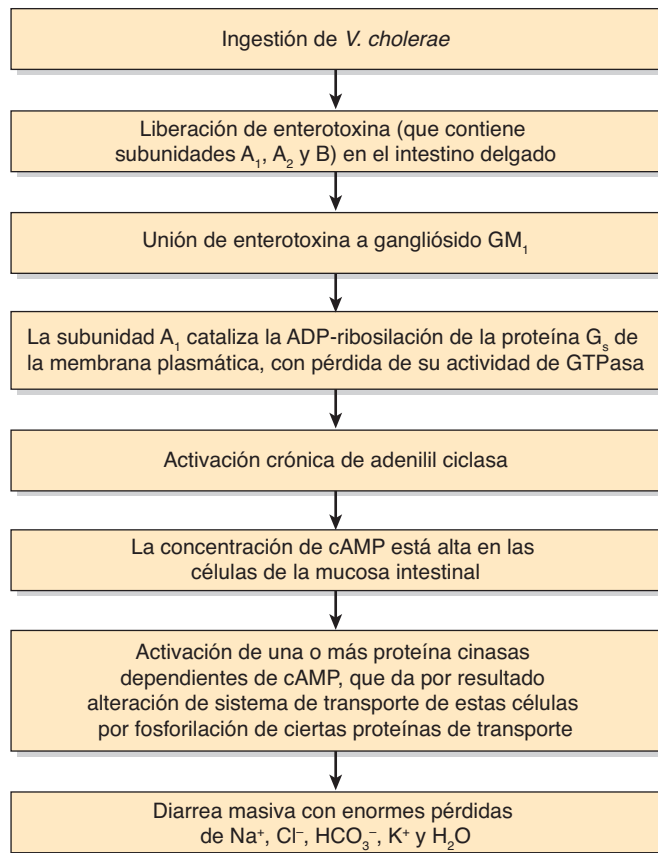 Ingestión de V. cholerae
Liberación de enterotoxina (que contiene
subunidades A₁, A₂ y B) en el intestino delgado
Unión de enterotoxina a gangliósido GM₁
La subunidad A₁ cataliza la ADP-ribosilación de la proteína Gₛ de
la membrana plasmática, con pérdida de su actividad de GTPasa
Activación crónica de adenilil ciclasa
La concentración de cAMP está alta en las
células de la mucosa intestinal
Activación de una o más proteína cinasas
dependientes de cAMP, que da por resultado
alteración de sistema de transporte de estas células
por fosforilación de ciertas proteínas de transporte
Diarrea masiva con enormes pérdidas
de Na⁺, Cl⁻, HCO₃⁻, K⁺ y H₂O